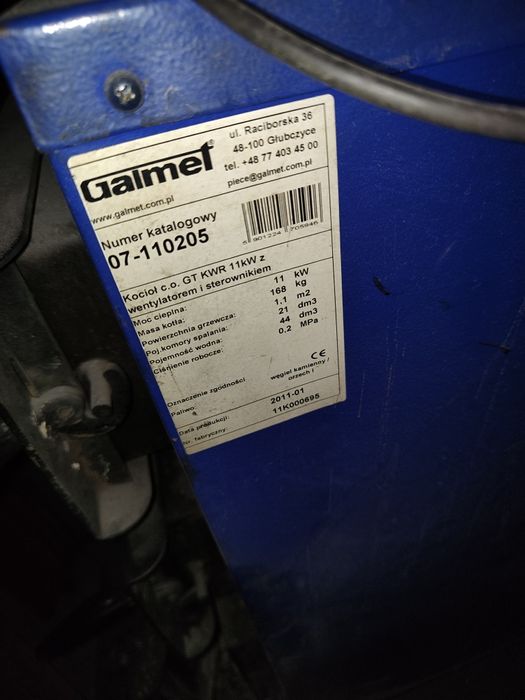 Galmet®
ul. Raciborska 36
48-100 Głubczyce
tel. +48 77 403 45 00
piece@galmet.com.pl
www.galmet.com.pl
Numer katalogowy
07-110205
5 901224 705946
Kocioł c.o. GT KWR 11kW z
wentylatorem i sterownikiem
Moc cieplna: 11 kW
Masa kotła: 168 kg
Powierzchnia grzewcza: 1,1 m2
Poj komory spalania: 21 dm3
Pojemność wodna: 44 dm3
Ciśnienie robocze: 0,2 MPa
Oznaczenie zgodności CE
Paliwo: węgiel kamienny /
orzech I
Data produkcji: 2011-01
Nr. fabryczny: 11K000695